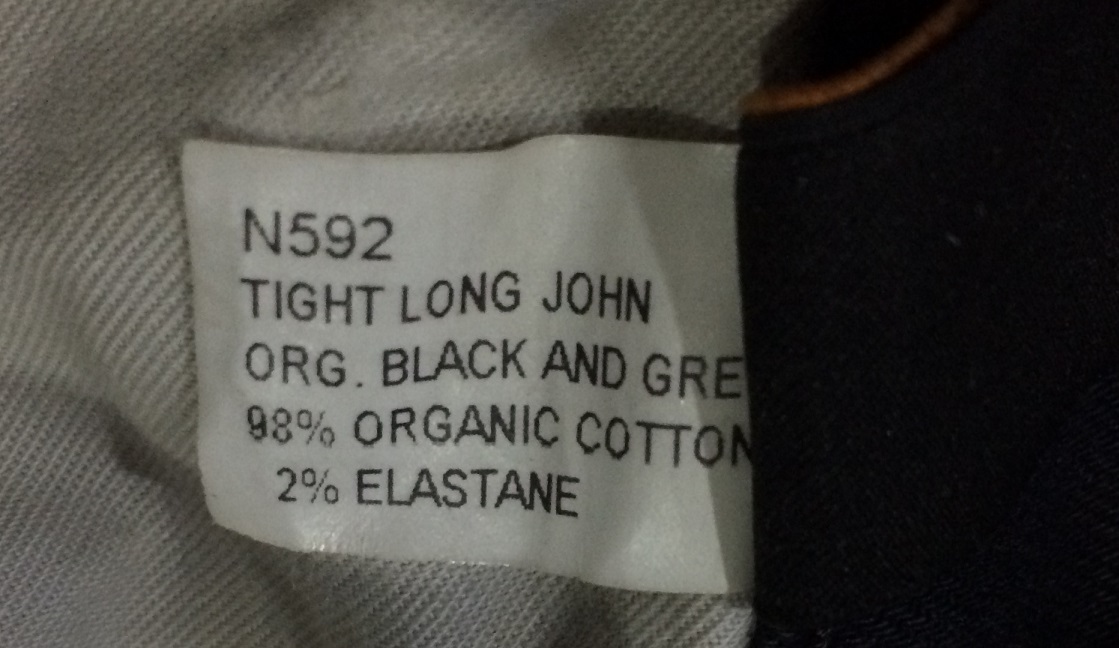 N592
TIGHT LONG JOHN
ORG. BLACK AND GRE
98% ORGANIC COTTON
2% ELASTANE